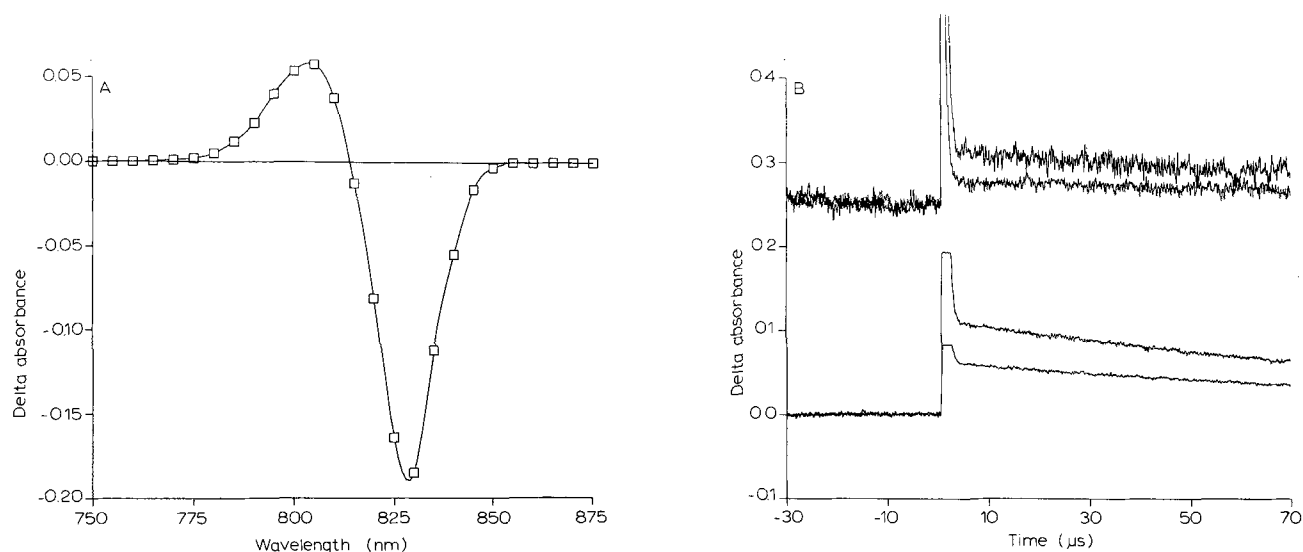 A
0.05
0.00
-0.05
-0.10
-0.15
-0.20
Delta absorbance
750 775 800 825 850 875
Wavelength (nm)
B
0.4
0.3
0.2
0.1
0.0
-0.1
Delta absorbance
-30 -10 10 30 50 70
Time (µs)